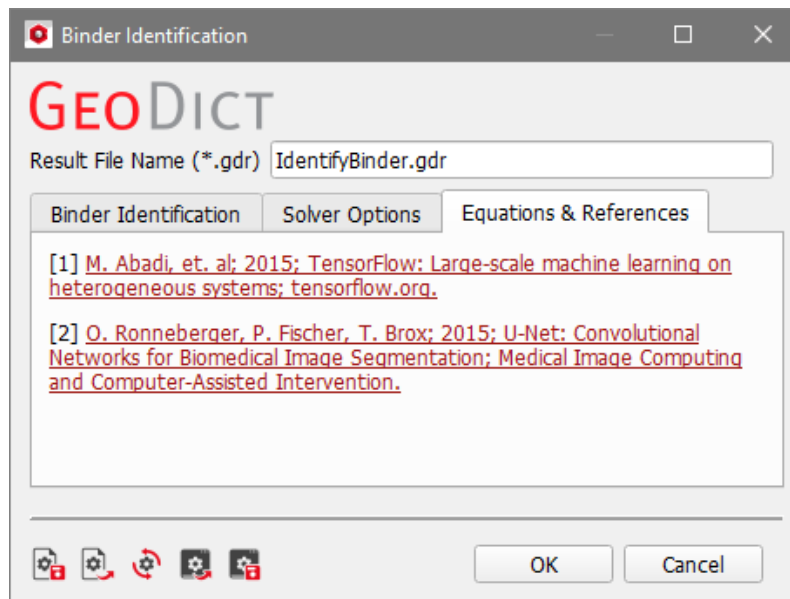 Binder Identification
GEODICT
Result File Name (*.gdr) IdentifyBinder.gdr
Binder Identification Solver Options Equations & References
[1] M. Abadi, et. al; 2015; TensorFlow: Large-scale machine learning on
heterogeneous systems; tensorflow.org.
[2] O. Ronneberger, P. Fischer, T. Brox; 2015; U-Net: Convolutional
Networks for Biomedical Image Segmentation; Medical Image Computing
and Computer-Assisted Intervention.
OK Cancel